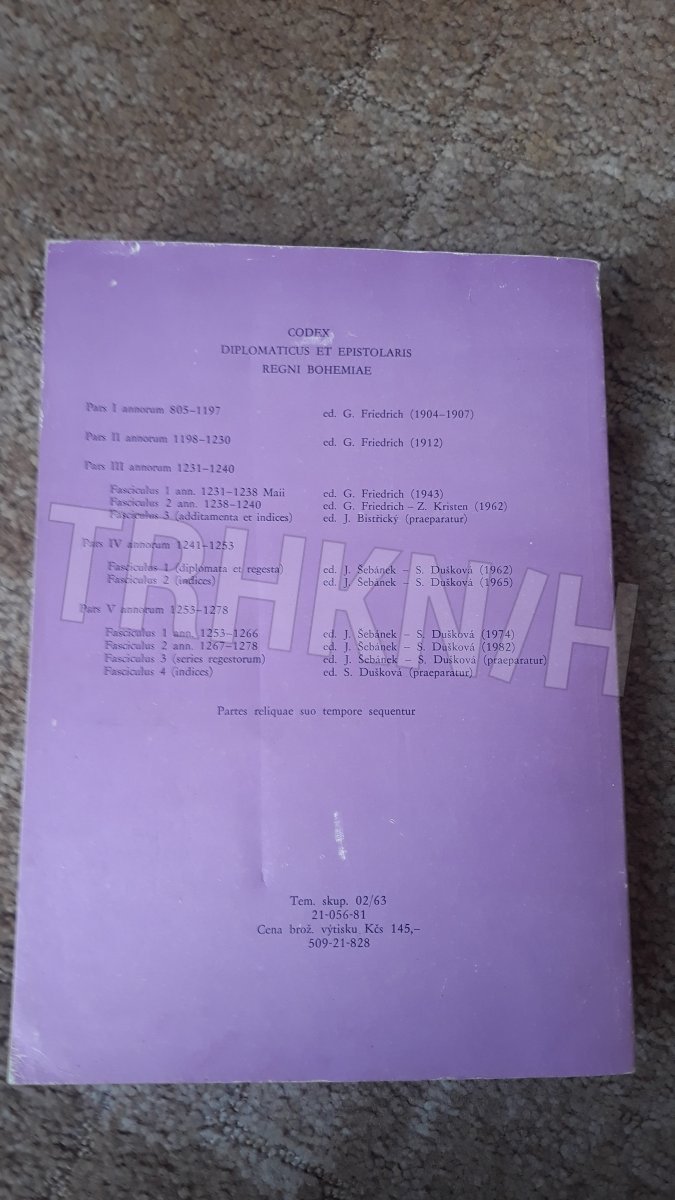 CODEX
DIPLOMATICUS ET EPISTOLARIS
REGNI BOHEMIAE
Pars I annorum 805–1197 ed. G. Friedrich (1904–1907)
Pars II annorum 1198–1230 ed. G. Friedrich (1912)
Pars III annorum 1231–1240
Fasciculus 1 ann. 1231–1238 Maii ed. G. Friedrich (1943)
Fasciculus 2 ann. 1238–1240 ed. G. Friedrich – Z. Kristen (1962)
Fasciculus 3 (additamenta et indices) ed. J. Bistřický (praeparatur)
Pars IV annorum 1241–1253
Fasciculus 1 (diplomata et regesta) ed. J. Šebánek – S. Dušková (1962)
Fasciculus 2 (indices) ed. J. Šebánek – S. Dušková (1965)
Pars V annorum 1253–1278
Fasciculus 1 ann. 1253–1266 ed. J. Šebánek – S. Dušková (1974)
Fasciculus 2 ann. 1267–1278 ed. J. Šebánek – S. Dušková (1982)
Fasciculus 3 (series regestorum) ed. J. Šebánek – S. Dušková (praeparatur)
Fasciculus 4 (indices) ed. S. Dušková (praeparatur)
Partes reliquae suo tempore sequentur
Tem. skup. 02/63
21-056-81
Cena brož. výtisku Kčs 145,–
509-21-828
TRHKNIH